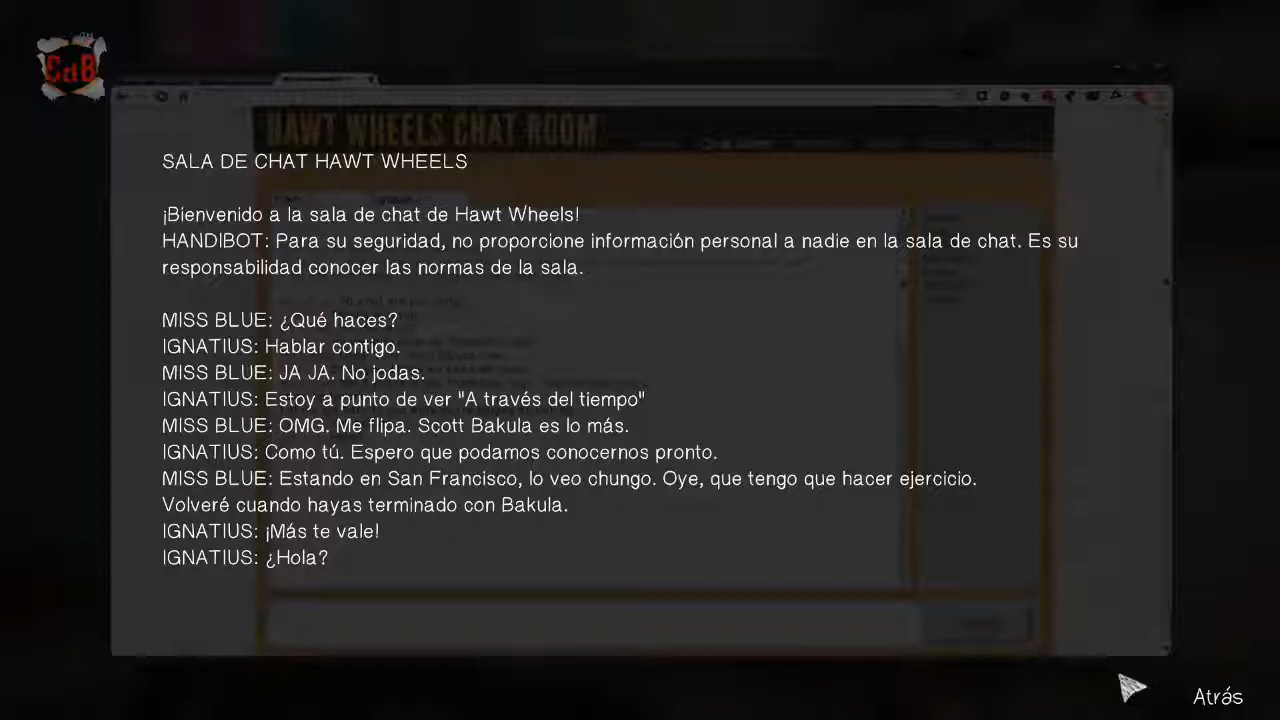 CdB
HAWT WHEELS CHAT ROOM
SALA DE CHAT HAWT WHEELS
¡Bienvenido a la sala de chat de Hawt Wheels!
HANDIBOT: Para su seguridad, no proporcione información personal a nadie en la sala de chat. Es su
responsabilidad conocer las normas de la sala.
MISS BLUE: ¿Qué haces?
IGNATIUS: Hablar contigo.
MISS BLUE: JA JA. No jodas.
IGNATIUS: Estoy a punto de ver "A través del tiempo"
MISS BLUE: OMG. Me flipa. Scott Bakula es lo más.
IGNATIUS: Como tú. Espero que podamos conocernos pronto.
MISS BLUE: Estando en San Francisco, lo veo chungo. Oye, que tengo que hacer ejercicio.
Volveré cuando hayas terminado con Bakula.
IGNATIUS: ¡Más te vale!
IGNATIUS: ¿Hola?
Atrás